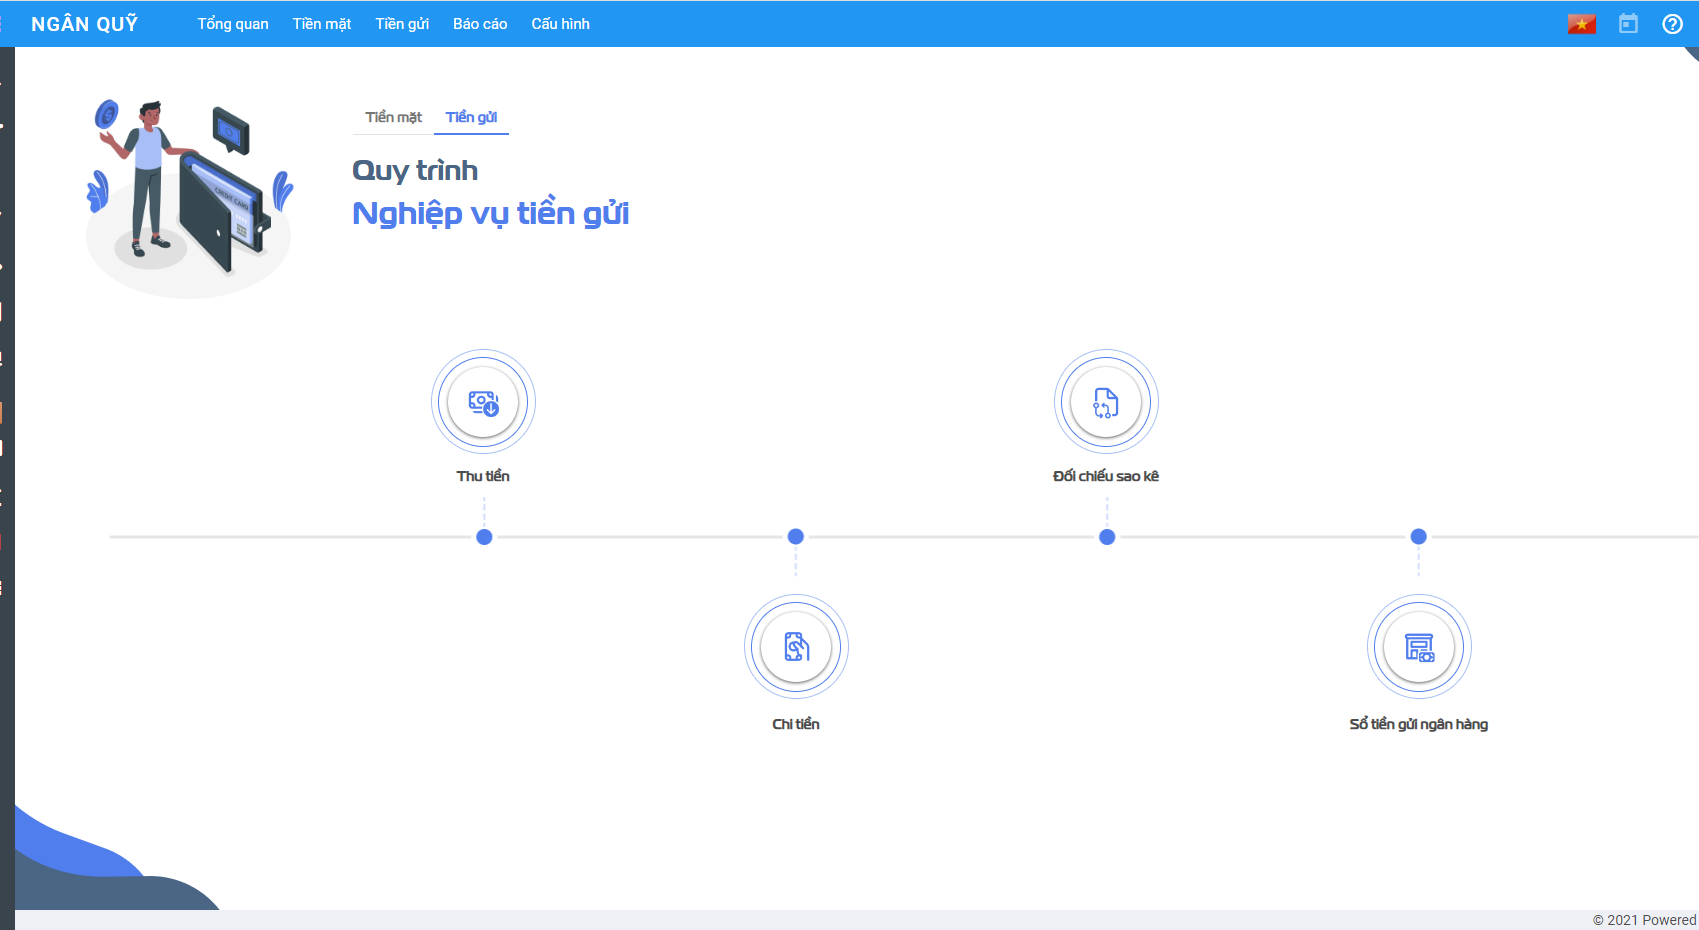 NGÂN QUỸ
Tổng quan
Tiền mặt
Tiền gửi
Báo cáo
Cấu hình
Tiền mặt
Tiền gửi
Quy trình
Nghiệp vụ tiền gửi
CREDIT CARD
Thu tiền
Đối chiếu sao kê
Chi tiền
Sổ tiền gửi ngân hàng
© 2021 Powered